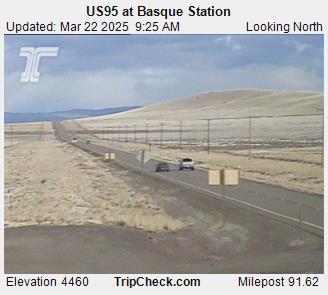 US95 at Basque Station
Updated: Mar 22 2025 9:25 AM Looking North
Elevation 4460 TripCheck.com Milepost 91.62